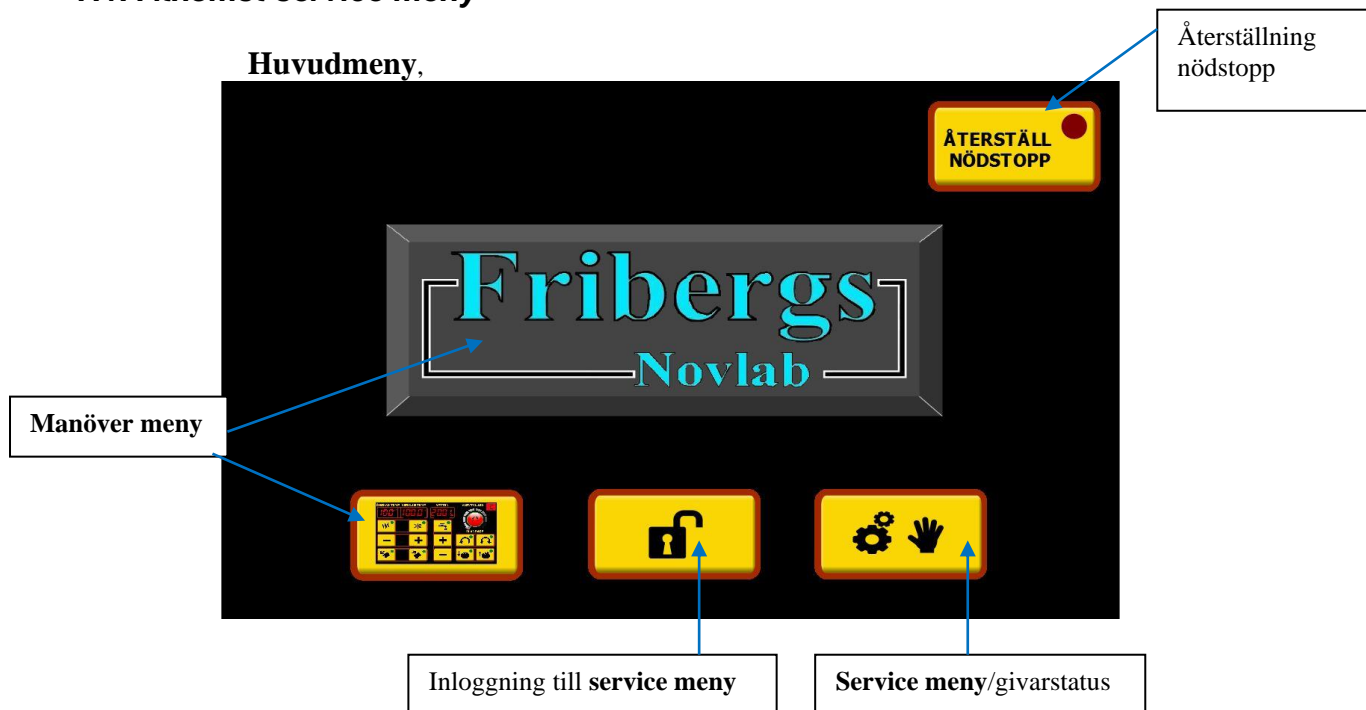 Huvudmeny,
Återställning
nödstopp
ÅTERSTÄLL
NÖDSTOPP
Fribergs
Novlab
Manöver meny
Inloggning till service meny
Service meny/givarstatus